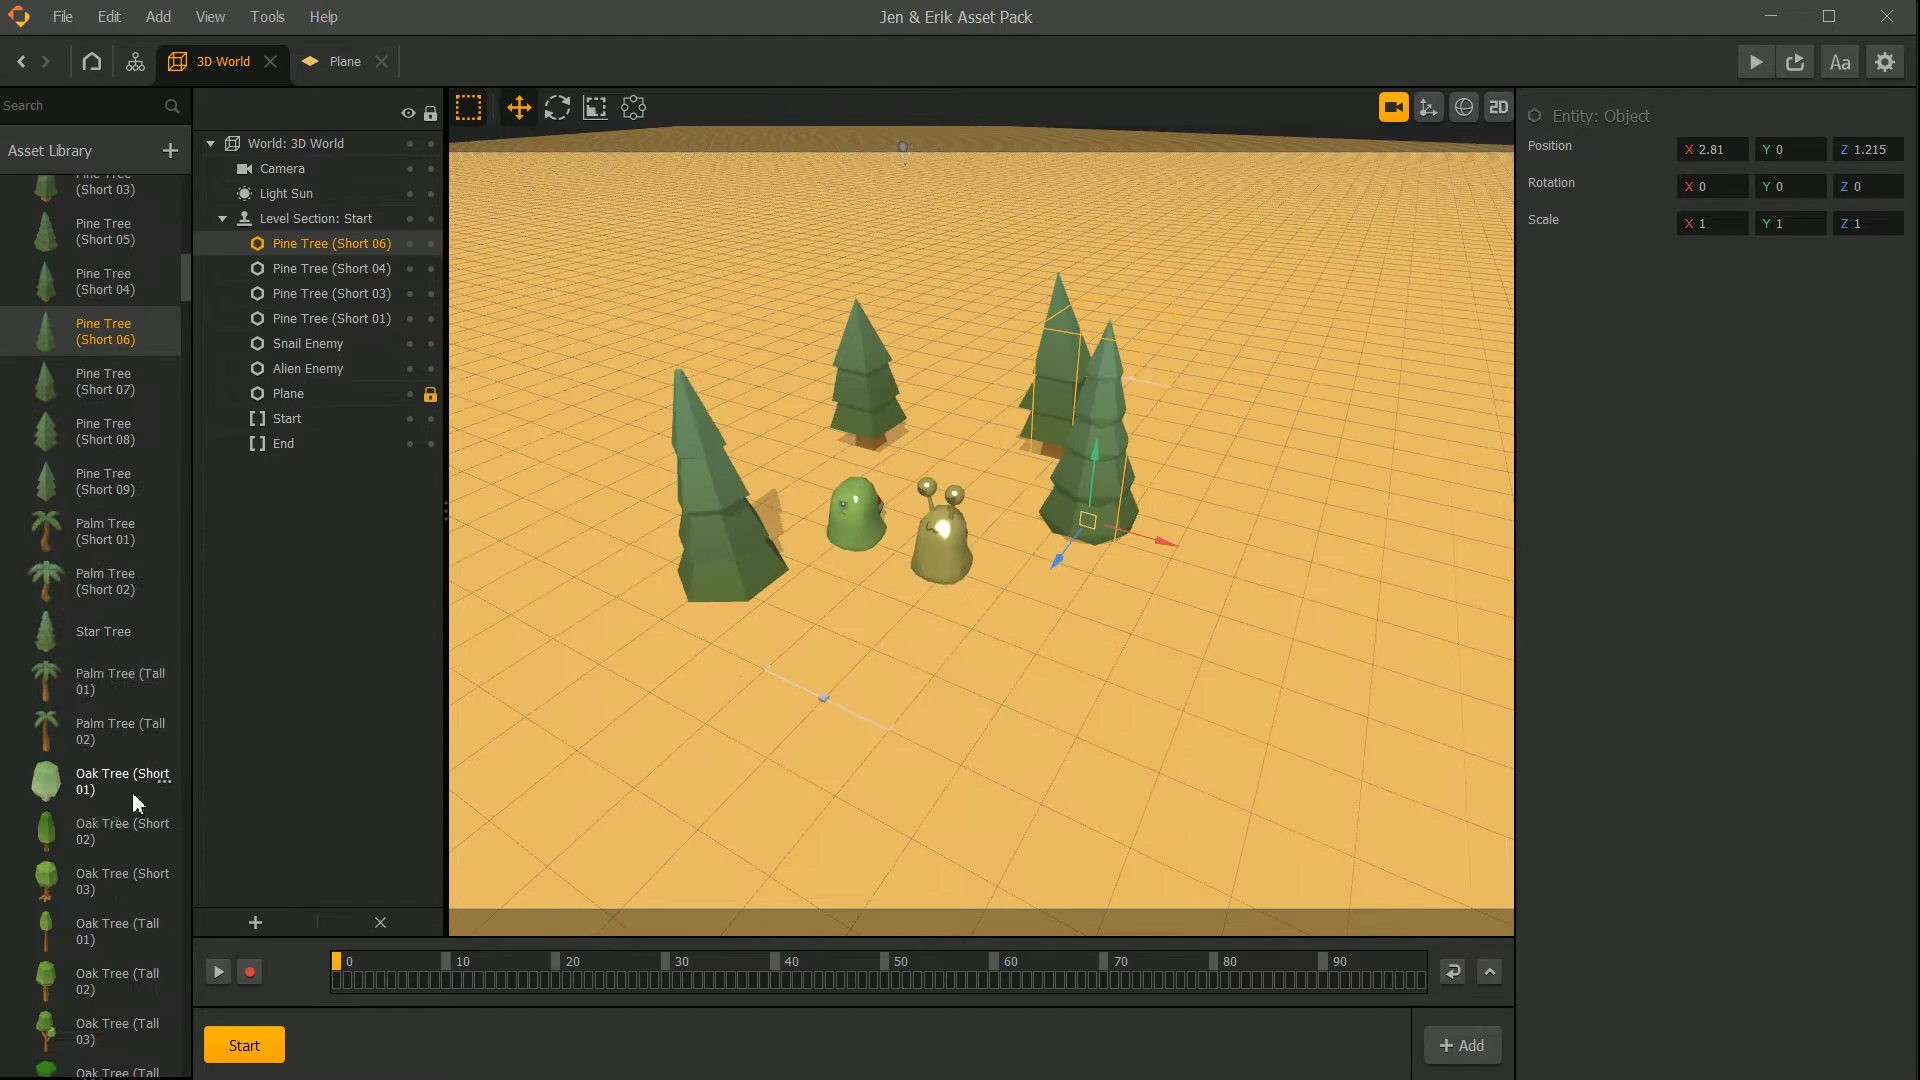 File Edit Add View Tools Help
Jen & Erik Asset Pack
3D World
Plane
Aa
Search
Asset Library
Pine Tree
(Short 03)
Pine Tree
(Short 05)
Pine Tree
(Short 04)
Pine Tree
(Short 06)
Pine Tree
(Short 07)
Pine Tree
(Short 08)
Pine Tree
(Short 09)
Palm Tree
(Short 01)
Palm Tree
(Short 02)
Star Tree
Palm Tree (Tall
01)
Palm Tree (Tall
02)
Oak Tree (Short
01)
Oak Tree (Short
02)
Oak Tree (Short
03)
Oak Tree (Tall
01)
Oak Tree (Tall
02)
Oak Tree (Tall
03)
Oak Tree (Tall
World: 3D World
Camera
Light Sun
Level Section: Start
Pine Tree (Short 06)
Pine Tree (Short 04)
Pine Tree (Short 03)
Pine Tree (Short 01)
Snail Enemy
Alien Enemy
Plane
Start
End
2D
Entity: Object
Position X 2.81 Y 0 Z 1.215
Rotation X 0 Y 0 Z 0
Scale X 1 Y 1 Z 1
0 10 20 30 40 50 60 70 80 90
Start
+ Add